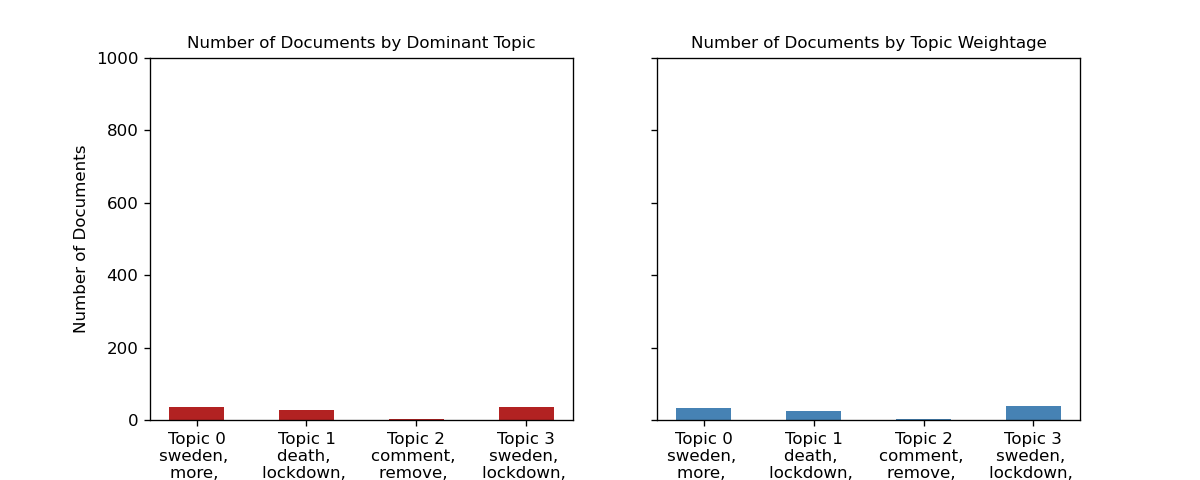 Number of Documents by Dominant Topic
Number of Documents
1000
800
600
400
200
0
Topic 0
sweden,
more,
Topic 1
death,
lockdown,
Topic 2
comment,
remove,
Topic 3
sweden,
lockdown,
Number of Documents by Topic Weightage
Topic 0
sweden,
more,
Topic 1
death,
lockdown,
Topic 2
comment,
remove,
Topic 3
sweden,
lockdown,